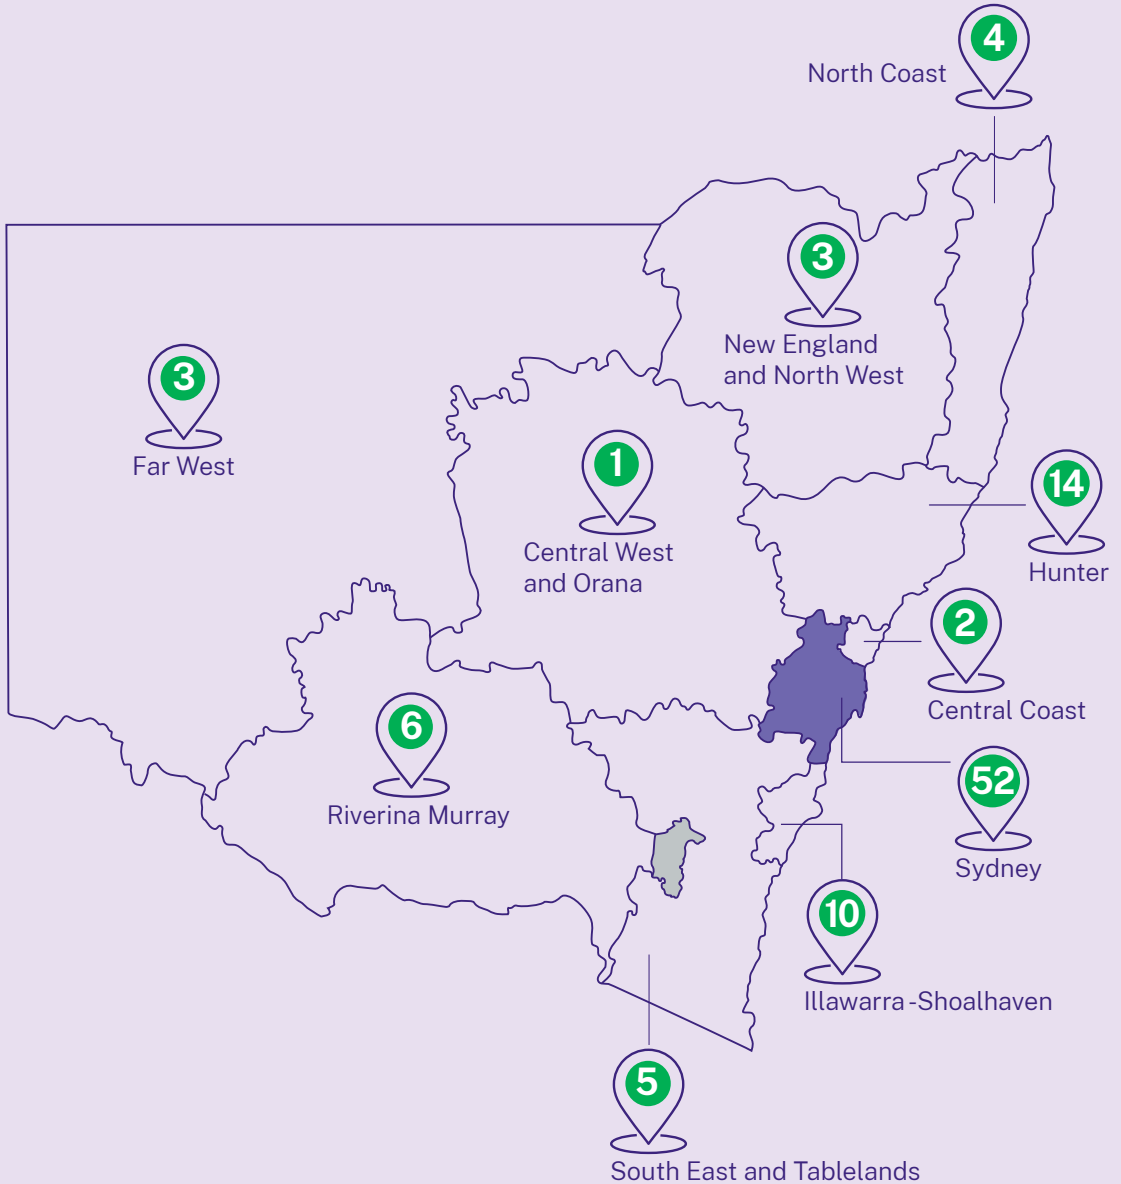 4
North Coast
3
New England
and North West
3
Far West
1
Central West
and Orana
14
Hunter
2
Central Coast
6
Riverina Murray
52
Sydney
10
Illawarra-Shoalhaven
5
South East and Tablelands